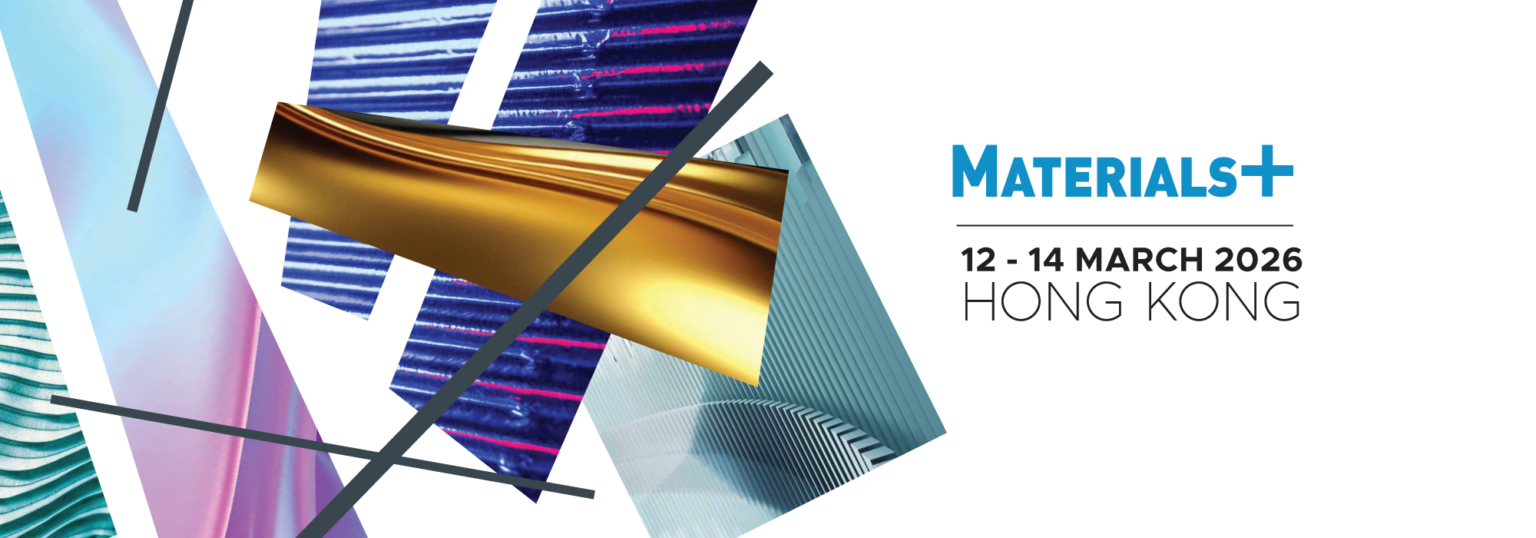 MATERIALS+
12 - 14 MARCH 2026
HONG KONG